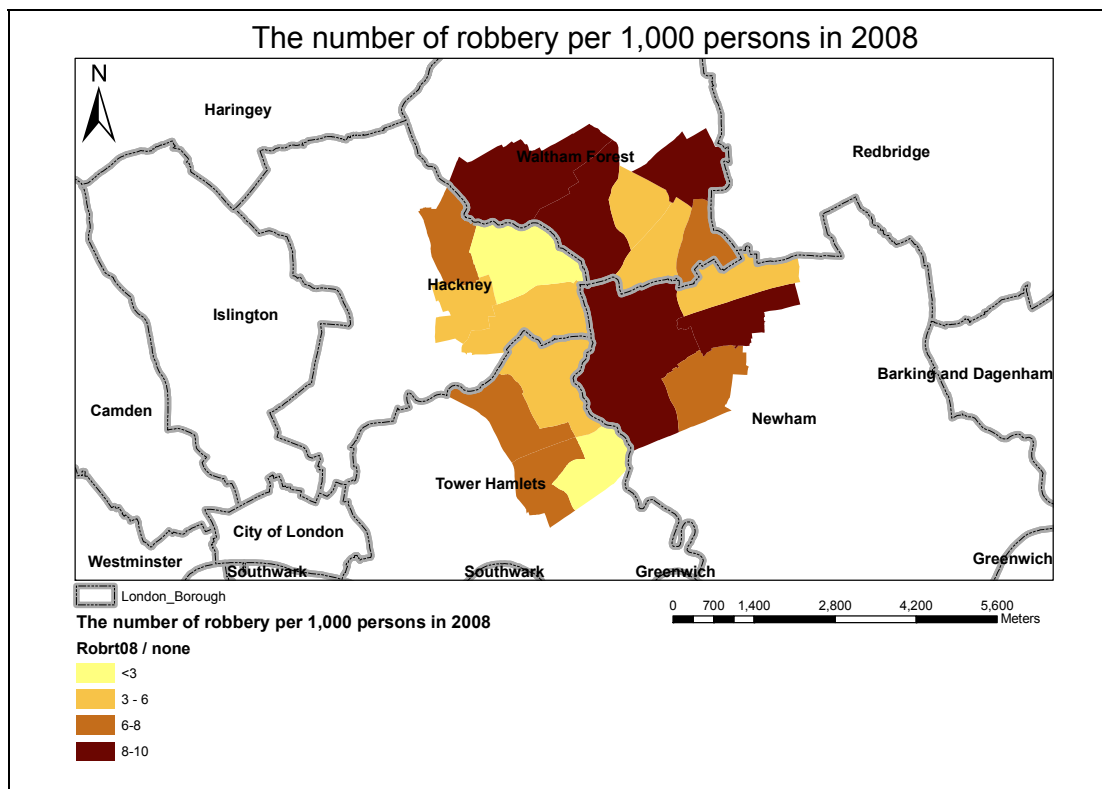 The number of robbery per 1,000 persons in 2008
N
Haringey
Waltham Forest
Redbridge
Hackney
Islington
Barking and Dagenham
Camden
Newham
Tower Hamlets
City of London
Westminster
Greenwich
Southwark
Southwark
Greenwich
London_Borough
0 700 1,400 2,800 4,200 5,600
Meters
The number of robbery per 1,000 persons in 2008
Robrt08 / none
<3
3 - 6
6-8
8-10